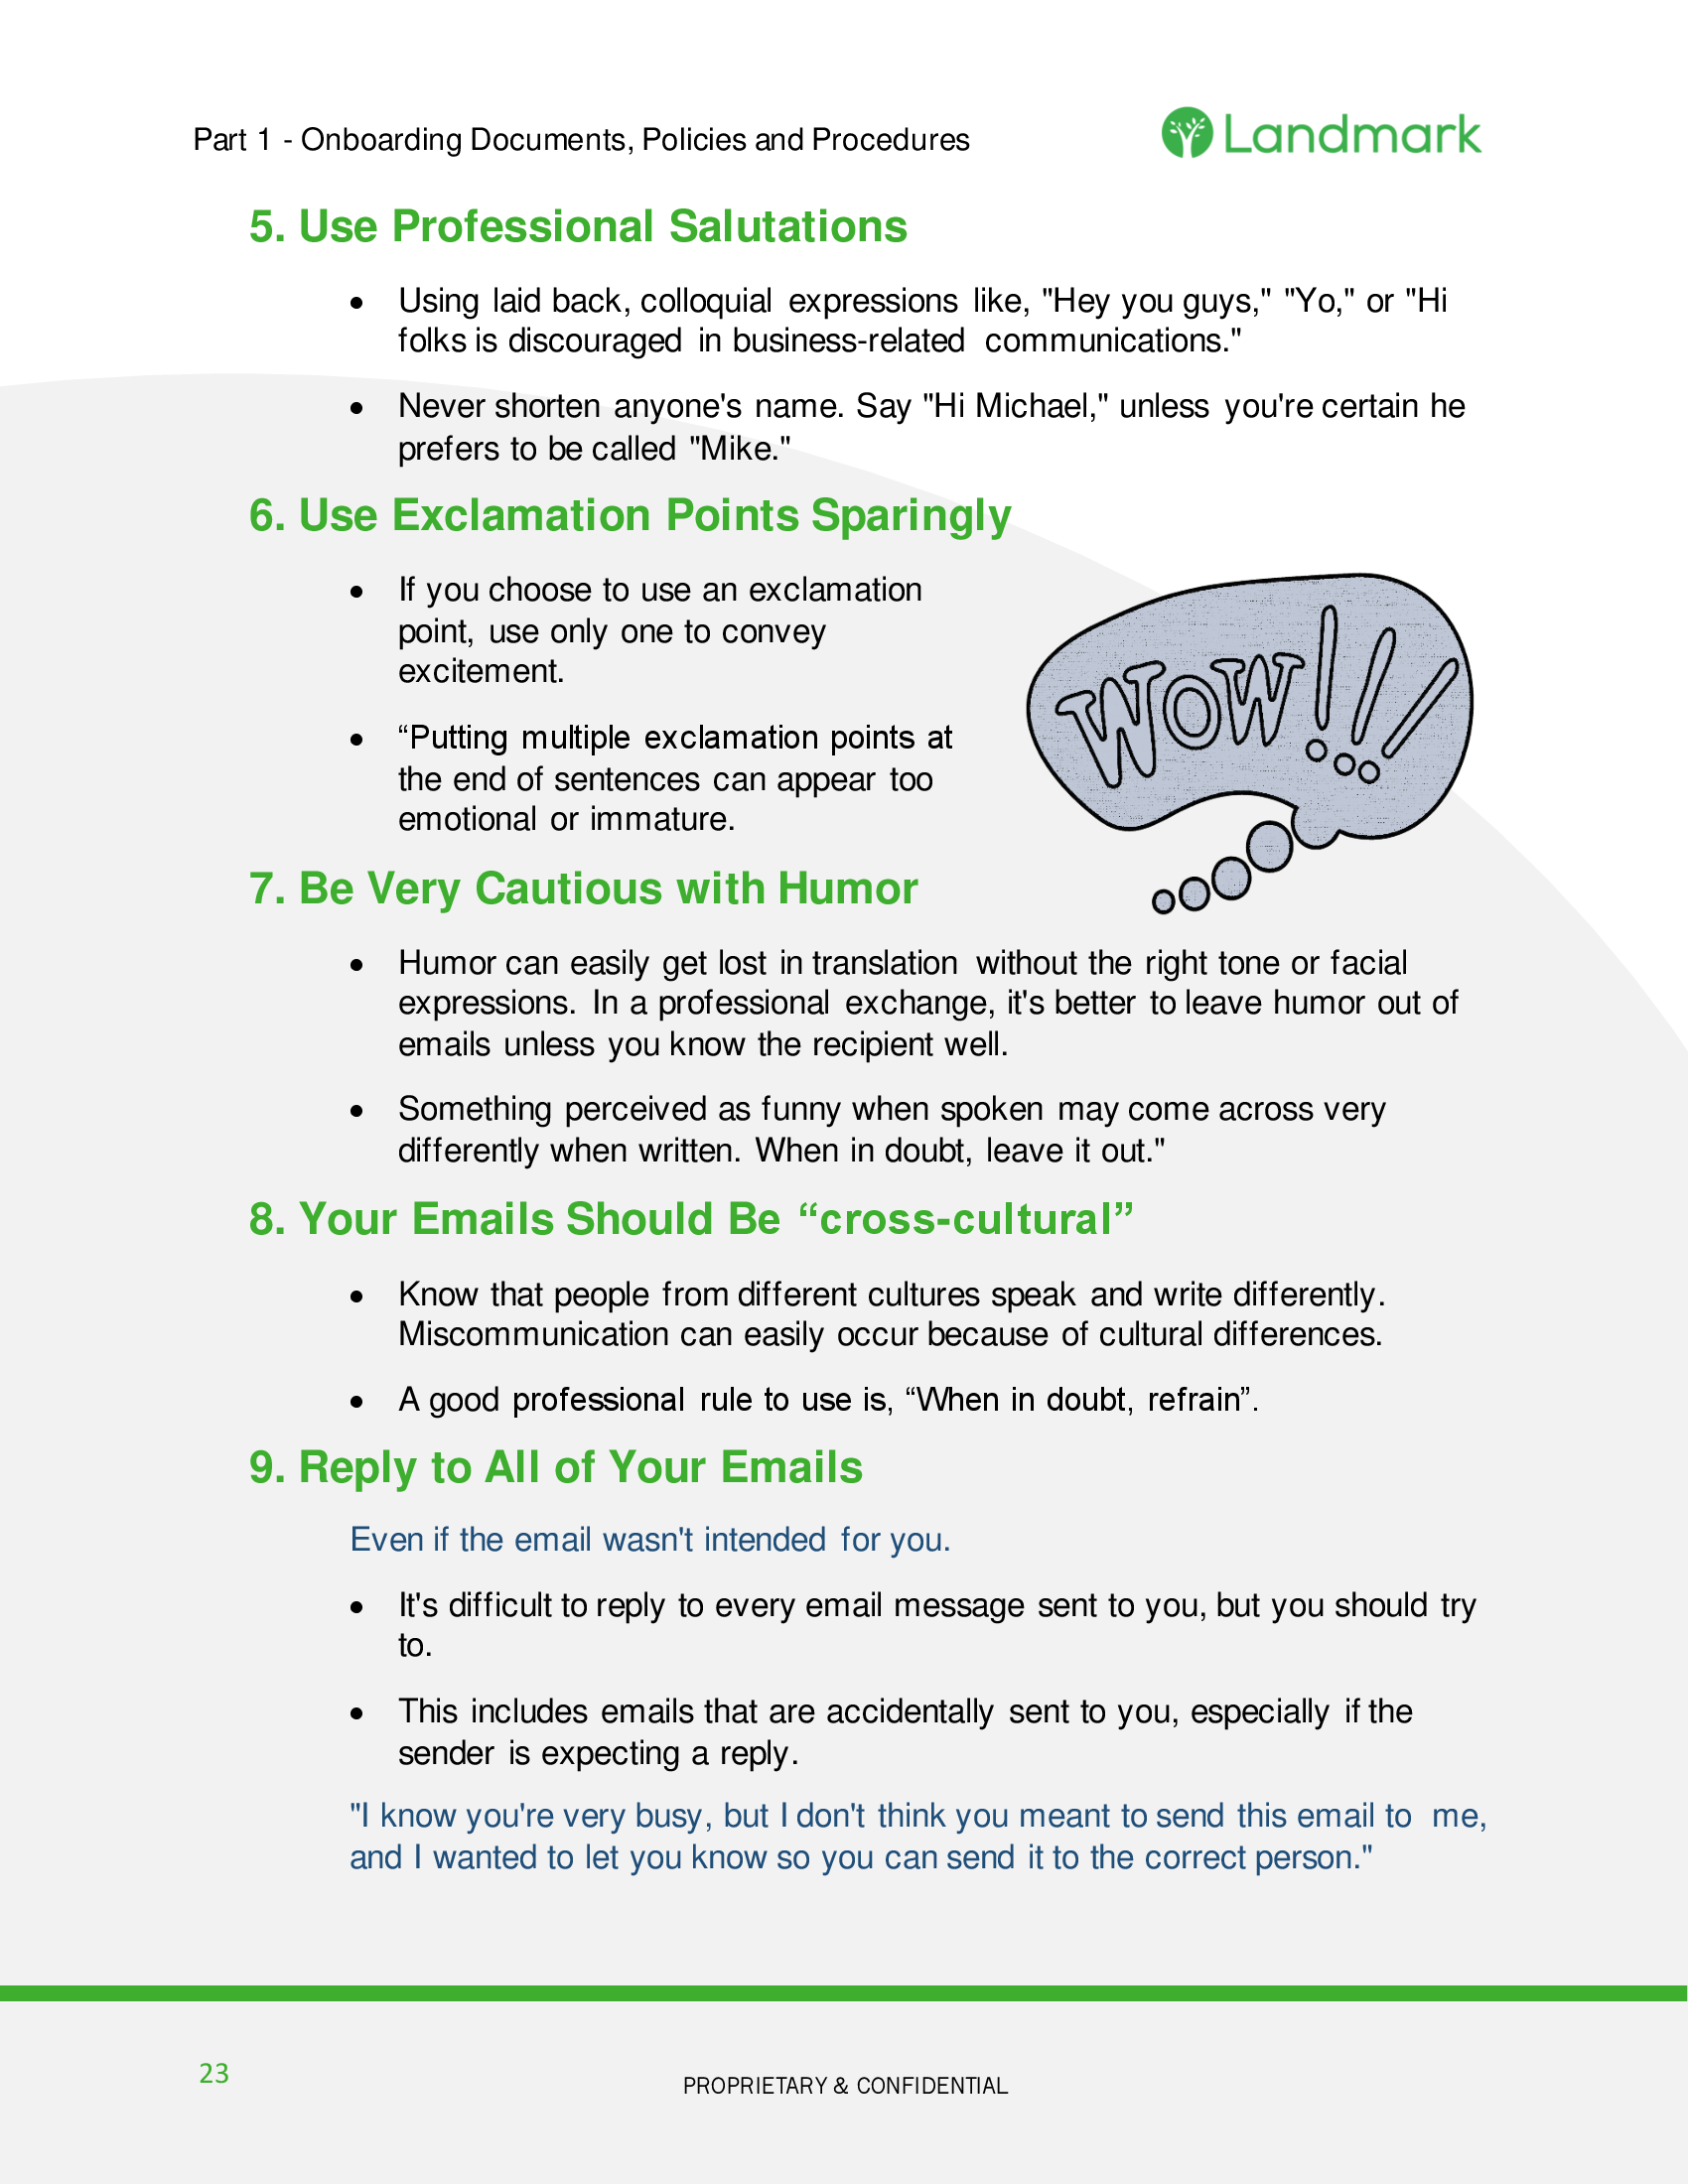 Part 1 - Onboarding Documents, Policies and Procedures
Landmark
5. Use Professional Salutations
• Using laid back, colloquial expressions like, "Hey you guys," "Yo," or "Hi
folks is discouraged in business-related communications."
• Never shorten anyone's name. Say "Hi Michael," unless you're certain he
prefers to be called "Mike."
6. Use Exclamation Points Sparingly
• If you choose to use an exclamation
point, use only one to convey
excitement.
• “Putting multiple exclamation points at
the end of sentences can appear too
emotional or immature.
WOW!!!
7. Be Very Cautious with Humor
• Humor can easily get lost in translation without the right tone or facial
expressions. In a professional exchange, it's better to leave humor out of
emails unless you know the recipient well.
• Something perceived as funny when spoken may come across very
differently when written. When in doubt, leave it out."
8. Your Emails Should Be “cross-cultural”
• Know that people from different cultures speak and write differently.
Miscommunication can easily occur because of cultural differences.
• A good professional rule to use is, “When in doubt, refrain”.
9. Reply to All of Your Emails
Even if the email wasn't intended for you.
• It's difficult to reply to every email message sent to you, but you should try
to.
• This includes emails that are accidentally sent to you, especially if the
sender is expecting a reply.
"I know you're very busy, but I don't think you meant to send this email to me,
and I wanted to let you know so you can send it to the correct person."
23
PROPRIETARY & CONFIDENTIAL